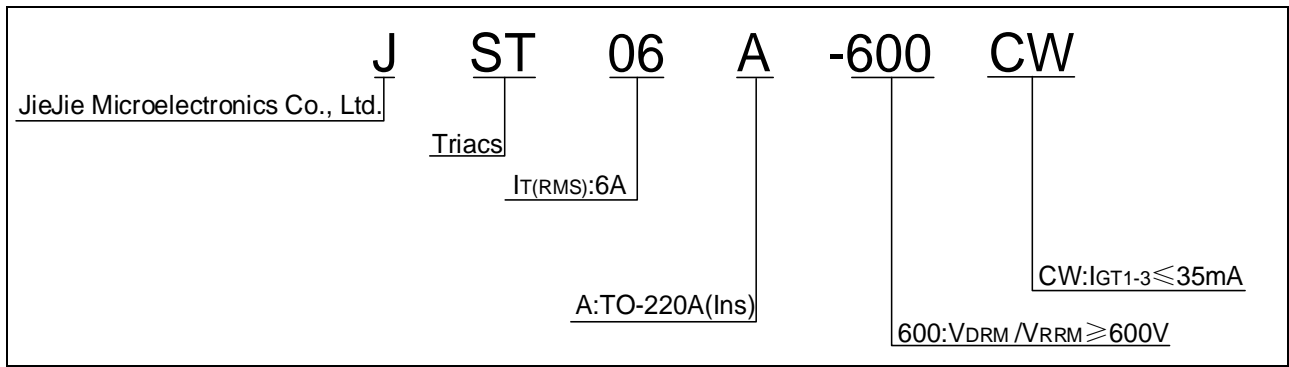 J ST 06 A -600 CW
JieJie Microelectronics Co., Ltd.
Triacs
IT(RMS):6A
CW:IGT1-3≤35mA
A:TO-220A(Ins)
600:VDRM /VRRM≥600V